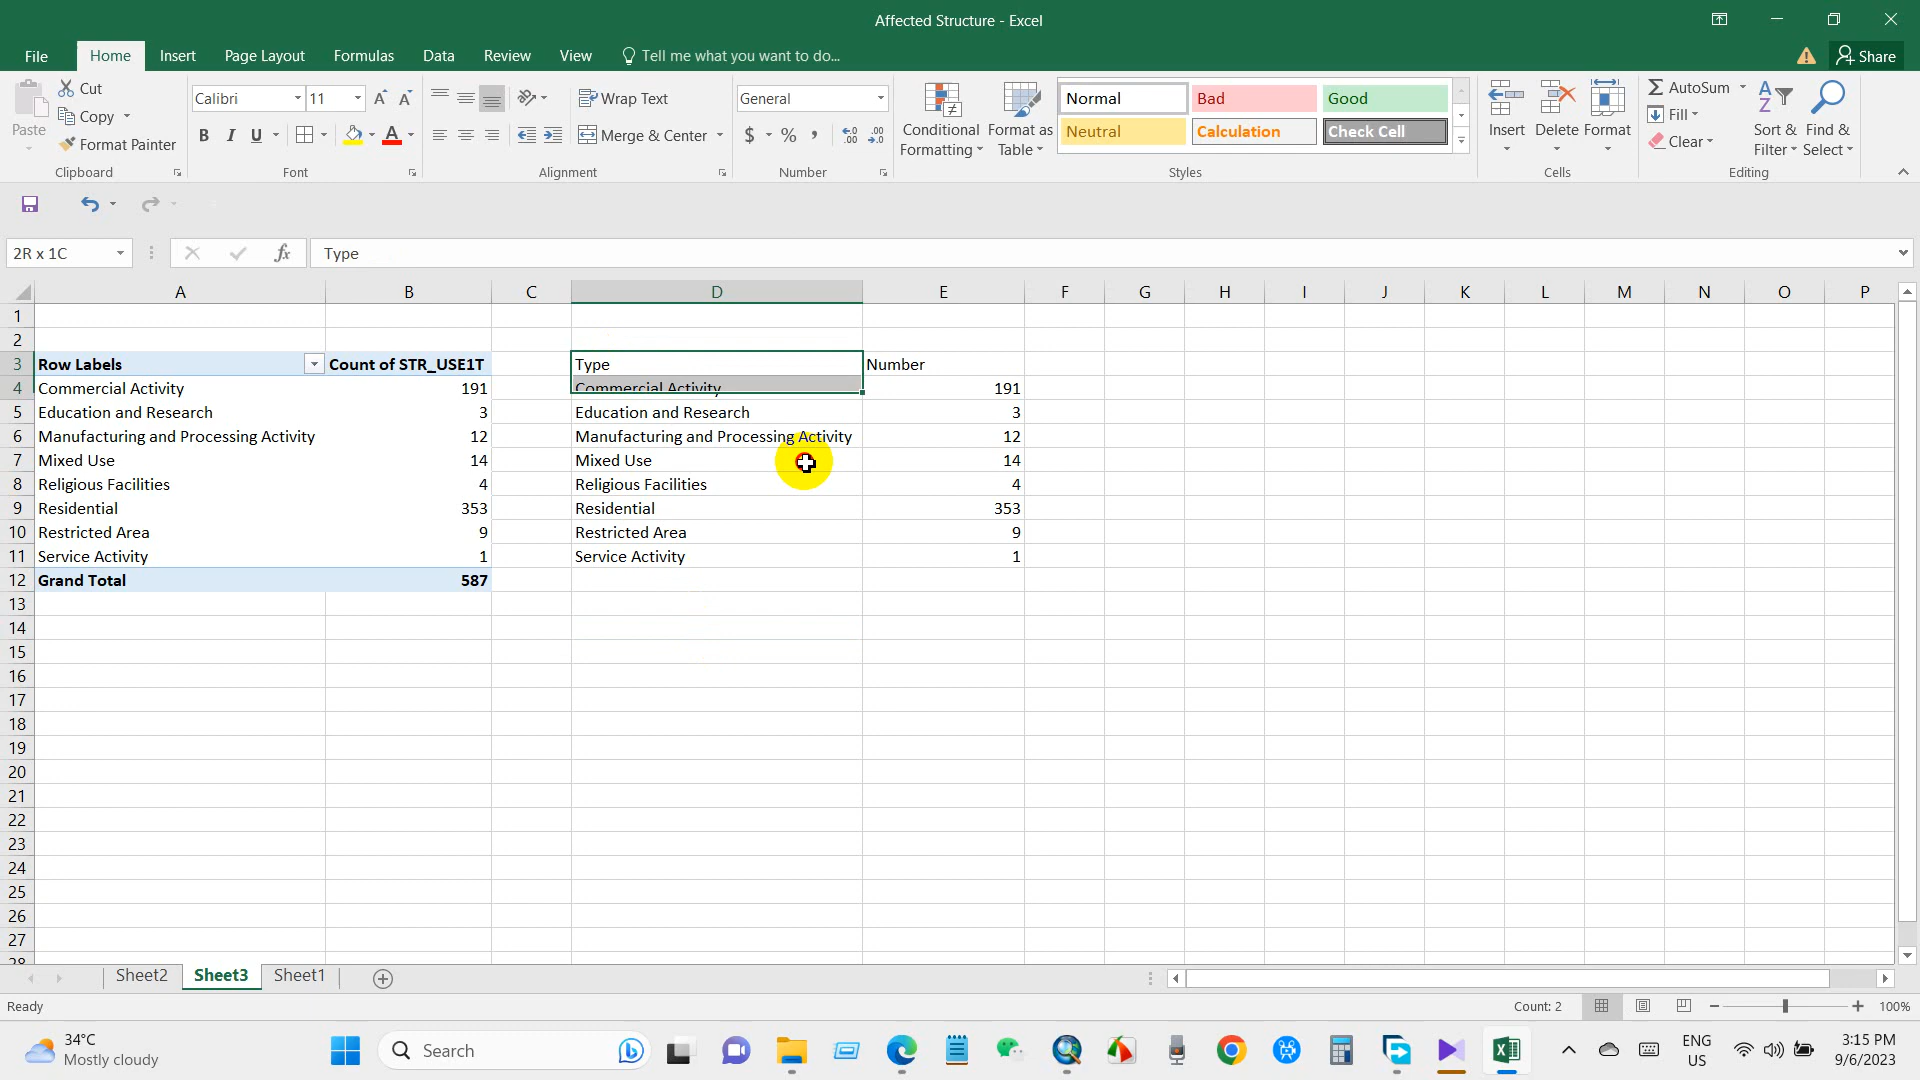 Affected Structure - Excel
File Home Insert Page Layout Formulas Data Review View Tell me what you want to do... Share
Paste
Cut
Copy
Format Painter
Clipboard
Calibri 11
B I U
Font
Wrap Text
Merge & Center
Alignment
General
$ % ,
Number
Conditional Formatting
Format as Table
Normal Bad Good
Neutral Calculation Check Cell
Styles
Insert Delete Format
Cells
AutoSum
Fill
Clear
Sort & Filter
Find & Select
Editing
2R x 1C fx Type
A B C D E F G H I J K L M N O P
1
2
3 Row Labels Count of STR_USE1T Type Number
4 Commercial Activity 191 Commercial Activity 191
5 Education and Research 3 Education and Research 3
6 Manufacturing and Processing Activity 12 Manufacturing and Processing Activity 12
7 Mixed Use 14 Mixed Use 14
8 Religious Facilities 4 Religious Facilities 4
9 Residential 353 Residential 353
10 Restricted Area 9 Restricted Area 9
11 Service Activity 1 Service Activity 1
12 Grand Total 587
13
14
15
16
17
18
19
20
21
22
23
24
25
26
27
28
Sheet2 Sheet3 Sheet1
Ready Count: 2 100%
34°C
Mostly cloudy
Search
ENG
US
3:15 PM
9/6/2023